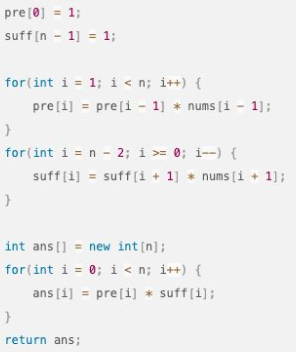 pre[0] = 1;
suff[n - 1] = 1;

for(int i = 1; i < n; i++) {
    pre[i] = pre[i - 1] * nums[i - 1];
}
for(int i = n - 2; i >= 0; i--) {
    suff[i] = suff[i + 1] * nums[i + 1];
}

int ans[] = new int[n];
for(int i = 0; i < n; i++) {
    ans[i] = pre[i] * suff[i];
}
return ans;